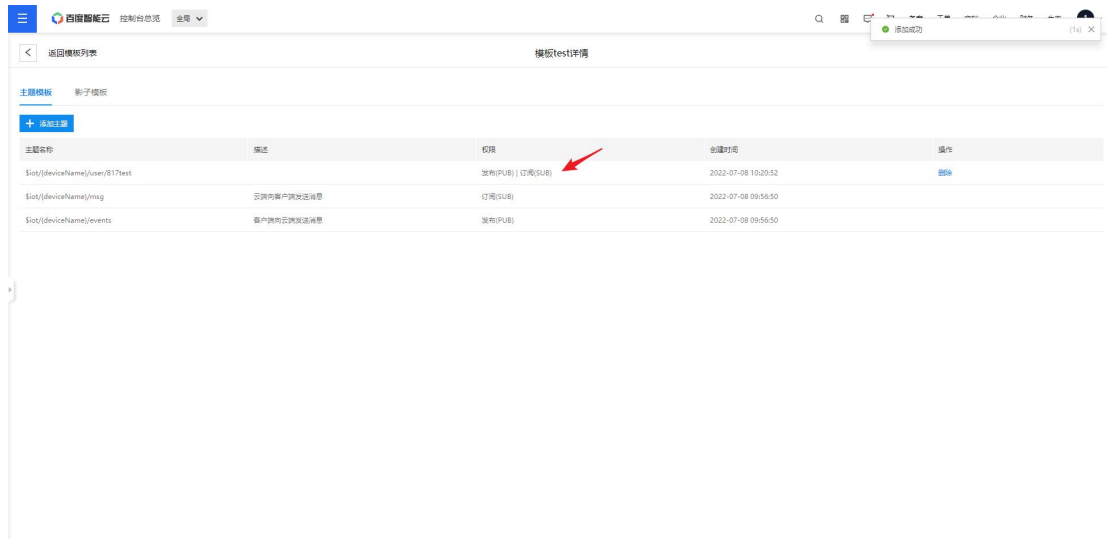 百度智能云 控制台总览 全局
添加成功 (1s)
返回模板列表 模板test详情
主题模板 影子模板
添加主题
主题名称 描述 权限 创建时间 操作
$iot/{deviceName}/user/817test 发布(PUB) | 订阅(SUB) 2022-07-08 10:20:52 删除
$iot/{deviceName}/msg 云端向客户端发送消息 订阅(SUB) 2022-07-08 09:56:50
$iot/{deviceName}/events 客户端向云端发送消息 发布(PUB) 2022-07-08 09:56:50